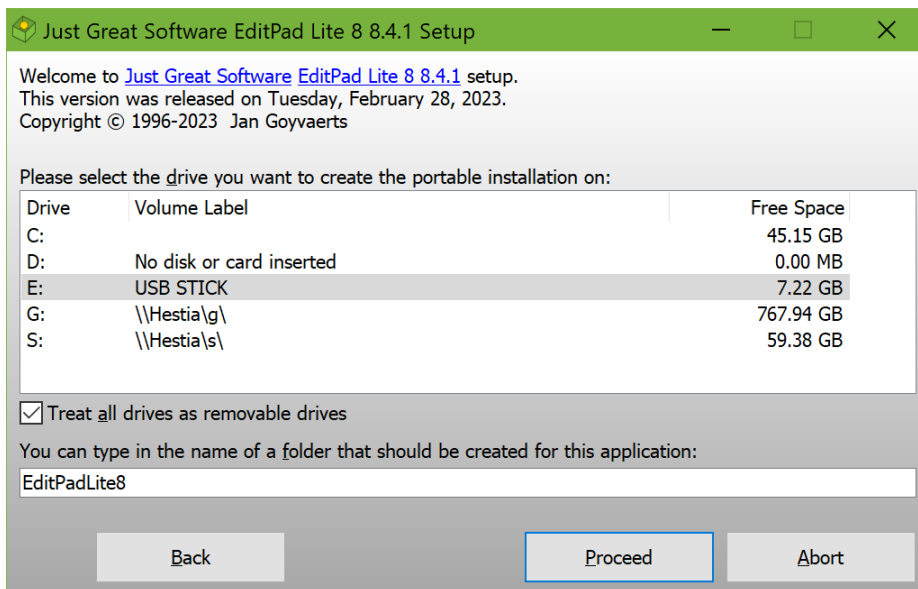 Just Great Software EditPad Lite 8 8.4.1 Setup
Welcome to Just Great Software EditPad Lite 8 8.4.1 setup.
This version was released on Tuesday, February 28, 2023.
Copyright © 1996-2023 Jan Goyvaerts
Please select the drive you want to create the portable installation on:
Drive Volume Label Free Space
C: 45.15 GB
D: No disk or card inserted 0.00 MB
E: USB STICK 7.22 GB
G: \\Hestia\g\ 767.94 GB
S: \\Hestia\s\ 59.38 GB
Treat all drives as removable drives
You can type in the name of a folder that should be created for this application:
EditPadLite8
Back Proceed Abort